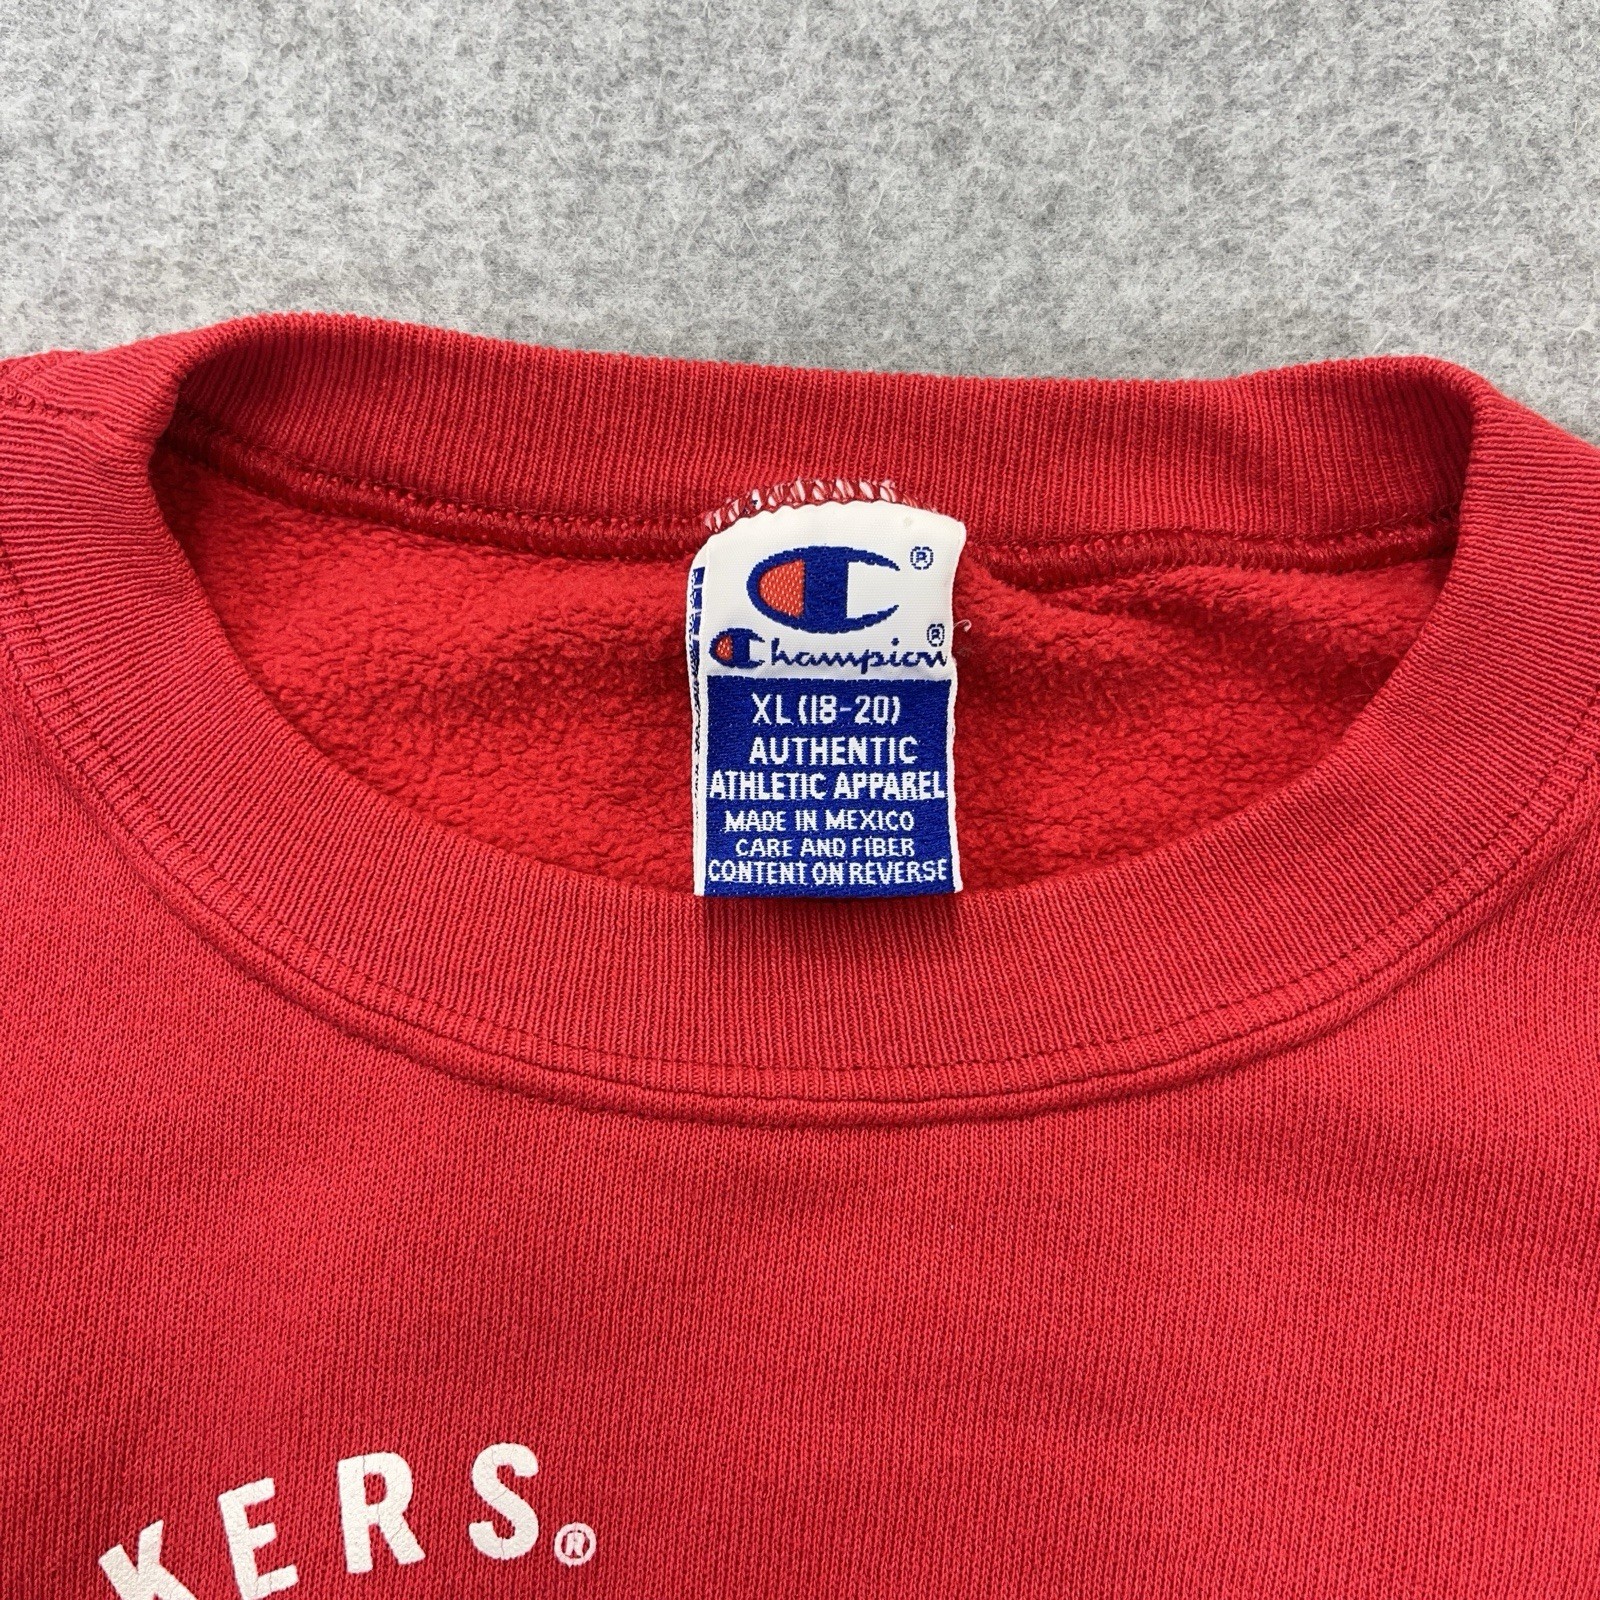 ®
Champion®
XL (18-20)
AUTHENTIC
ATHLETIC APPAREL
MADE IN MEXICO
CARE AND FIBER
CONTENT ON REVERSE
KERS®